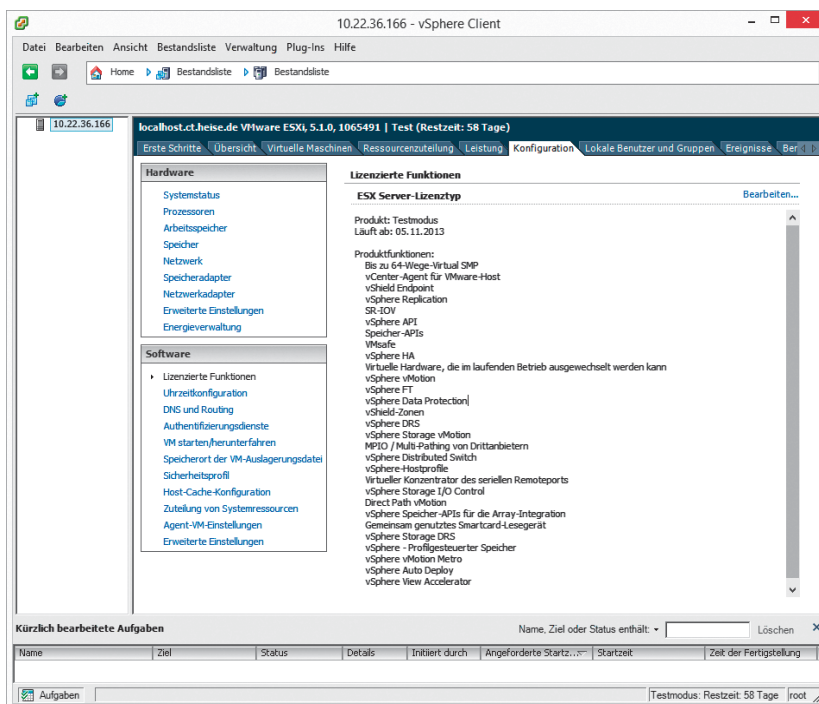 10.22.36.166 - vSphere Client
Datei Bearbeiten Ansicht Bestandsliste Verwaltung Plug-Ins Hilfe
Home Bestandsliste Bestandsliste
10.22.36.166
localhost.ct.heise.de VMware ESXi, 5.1.0, 1065491 | Test (Restzeit: 58 Tage)
Erste Schritte Übersicht Virtuelle Maschinen Ressourcenzuteilung Leistung Konfiguration Lokale Benutzer und Gruppen Ereignisse Ber
Hardware
Systemstatus
Prozessoren
Arbeitsspeicher
Speicher
Netzwerk
Speicheradapter
Netzwerkadapter
Erweiterte Einstellungen
Energieverwaltung
Software
Lizenzierte Funktionen
Uhrzeitkonfiguration
DNS und Routing
Authentifizierungsdienste
VM starten/herunterfahren
Speicherort der VM-Auslagerungsdatei
Sicherheitsprofil
Host-Cache-Konfiguration
Zuteilung von Systemressourcen
Agent-VM-Einstellungen
Erweiterte Einstellungen
Lizenzierte Funktionen
ESX Server-Lizenztyp Bearbeiten...
Produkt: Testmodus
Läuft ab: 05.11.2013
Produktfunktionen:
Bis zu 64-Wege-Virtual SMP
vCenter-Agent für VMware-Host
vShield Endpoint
vSphere Replication
SR-IOV
vSphere API
Speicher-APIs
VMsafe
vSphere HA
Virtuelle Hardware, die im laufenden Betrieb ausgewechselt werden kann
vSphere vMotion
vSphere FT
vSphere Data Protection
vShield-Zonen
vSphere DRS
vSphere Storage vMotion
MPIO / Multi-Pathing von Drittanbietern
vSphere Distributed Switch
vSphere-Hostprofile
Virtueller Konzentrator des seriellen Remoteports
vSphere Storage I/O Control
Direct Path vMotion
vSphere Speicher-APIs für die Array-Integration
Gemeinsam genutztes Smartcard-Lesegerät
vSphere Storage DRS
vSphere - Profilgesteuerter Speicher
vSphere vMotion Metro
vSphere Auto Deploy
vSphere View Accelerator
Kürzlich bearbeitete Aufgaben Name, Ziel oder Status enthält: Löschen
Name Ziel Status Details Initiiert durch Angeforderte Startz... Startzeit Zeit der Fertigstellung
Aufgaben Testmodus: Restzeit: 58 Tage root